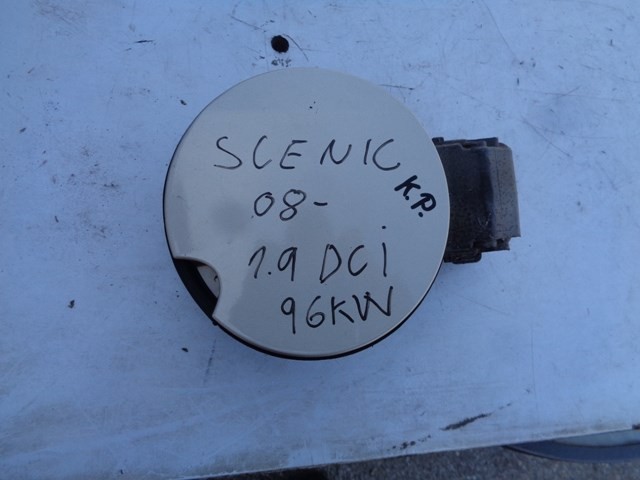 SCENIC
K.P.
08-
1.9 DCi
96KW